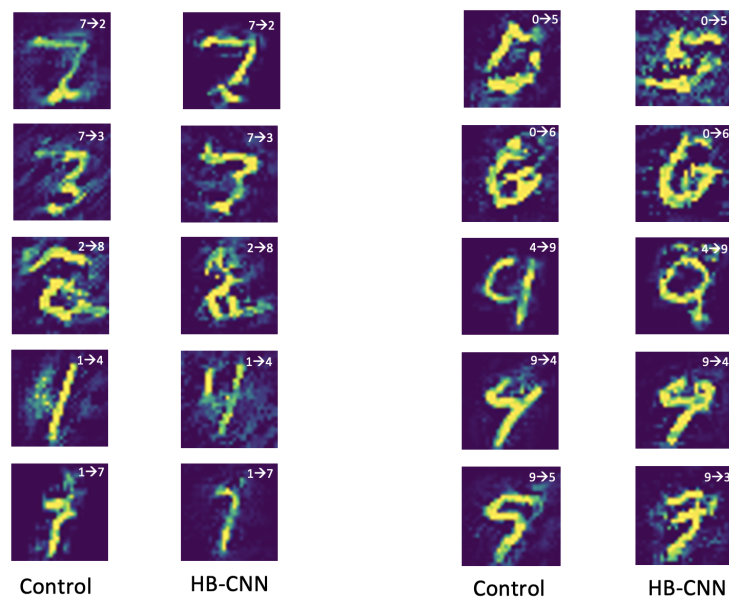 7→2 7→2 0→5 0→5
7→3 7→3 0→6 0→6
2→8 2→8 4→9 4→9
1→4 1→4 9→4 9→4
1→7 1→7 9→5 9→3
Control HB-CNN Control HB-CNN